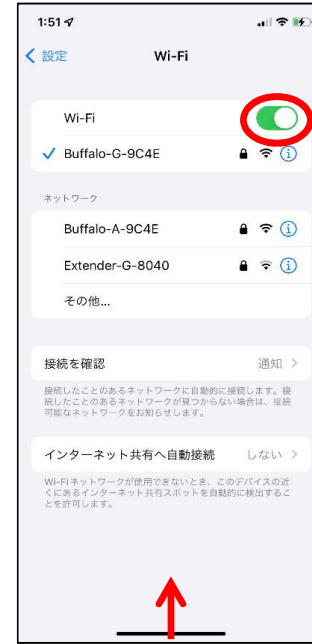 1:51
設定 Wi-Fi
Wi-Fi
Buffalo-G-9C4E
ネットワーク
Buffalo-A-9C4E
Extender-G-8040
その他...
接続を確認 通知
接続したことのあるネットワークに自動的に接続します。接
続したことのあるネットワークが見つからない場合は、接続
可能なネットワークをお知らせします。
インターネット共有へ自動接続 しない
Wi-Fiネットワークが使用できないとき、このデバイスの近
くにあるインターネット共有スポットを自動的に検出するこ
とを許可します。